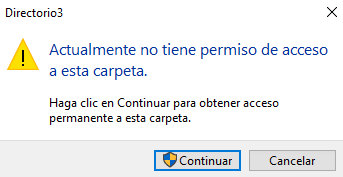 Directorio3
Actualmente no tiene permiso de acceso
a esta carpeta.
Haga clic en Continuar para obtener acceso
permanente a esta carpeta.
Continuar
Cancelar